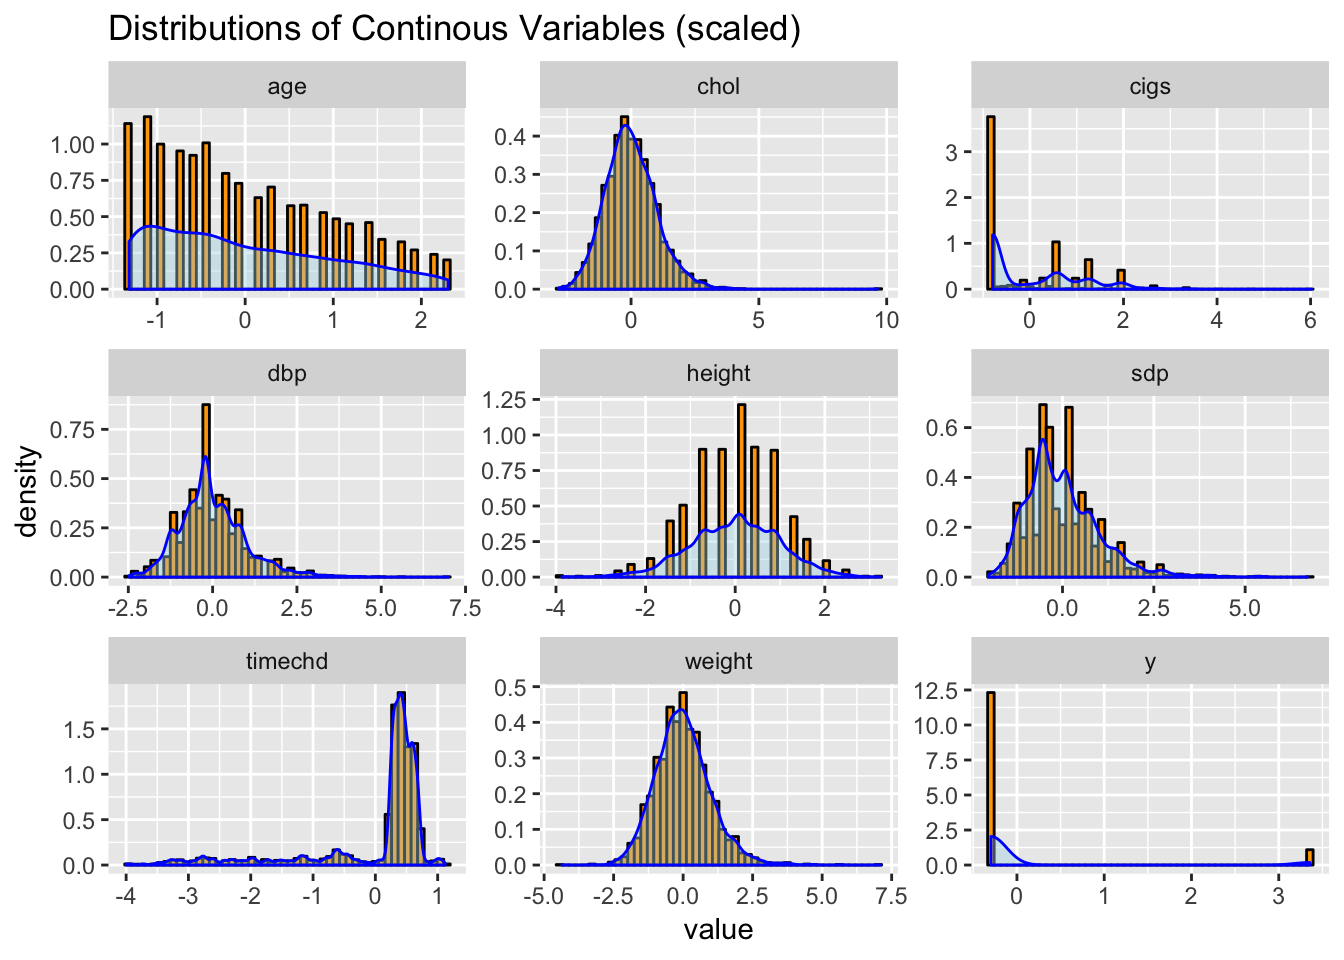 Distributions of Continous Variables (scaled)
age chol cigs
1.00 0.75 0.50 0.25 0.00
0.4 0.3 0.2 0.1 0.0
3 2 1 0
-1 0 1 2
0 5 10
0 2 4 6
dbp height sdp
0.75 0.50 0.25 0.00
1.25 1.00 0.75 0.50 0.25 0.00
0.6 0.4 0.2 0.0
-2.5 0.0 2.5 5.0 7.5
-4 -2 0 2
0.0 2.5 5.0
density
timechd weight y
1.5 1.0 0.5 0.0
0.5 0.4 0.3 0.2 0.1 0.0
12.5 10.0 7.5 5.0 2.5 0.0
-4 -3 -2 -1 0 1
-5.0 -2.5 0.0 2.5 5.0 7.5
0 1 2 3
value